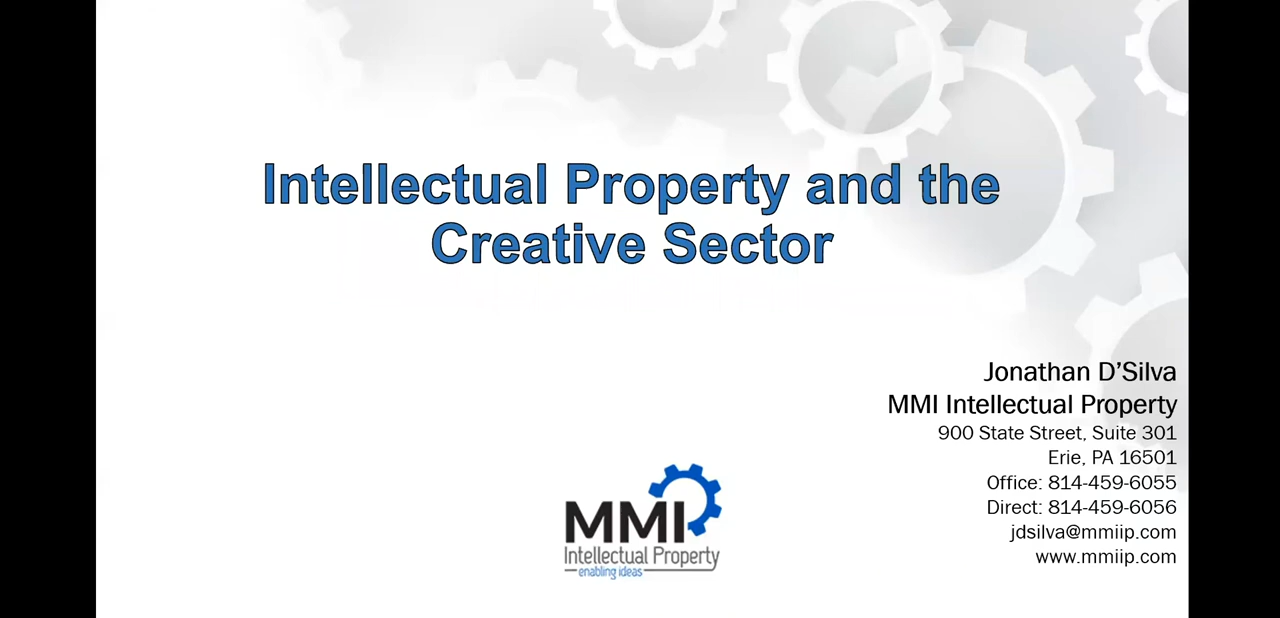 Intellectual Property and the
Creative Sector
Jonathan D’Silva
MMI Intellectual Property
900 State Street, Suite 301
Erie, PA 16501
Office: 814-459-6055
Direct: 814-459-6056
jdsilva@mmiip.com
www.mmiip.com
MMI
Intellectual Property
enabling ideas